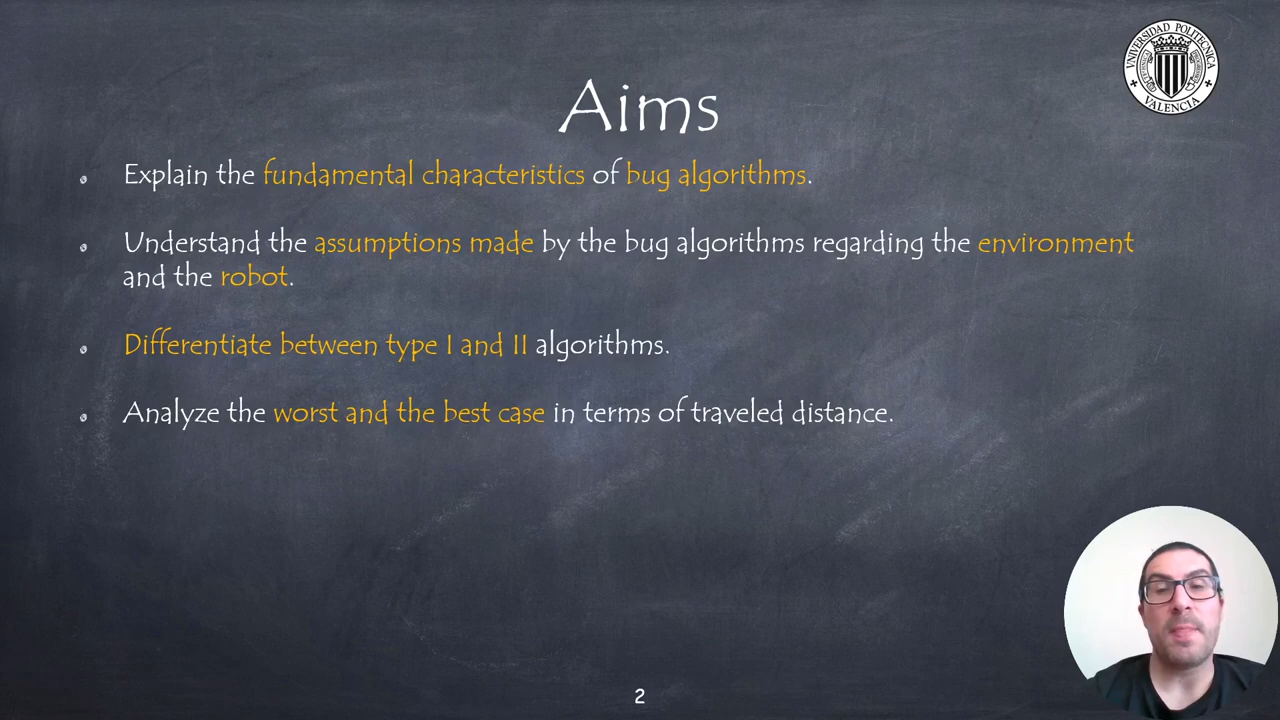 UNIVERSIDAD POLITECNICA
VALENCIA
Aims
Explain the fundamental characteristics of bug algorithms.
Understand the assumptions made by the bug algorithms regarding the environment
and the robot.
Differentiate between type I and II algorithms.
Analyze the worst and the best case in terms of traveled distance.
2